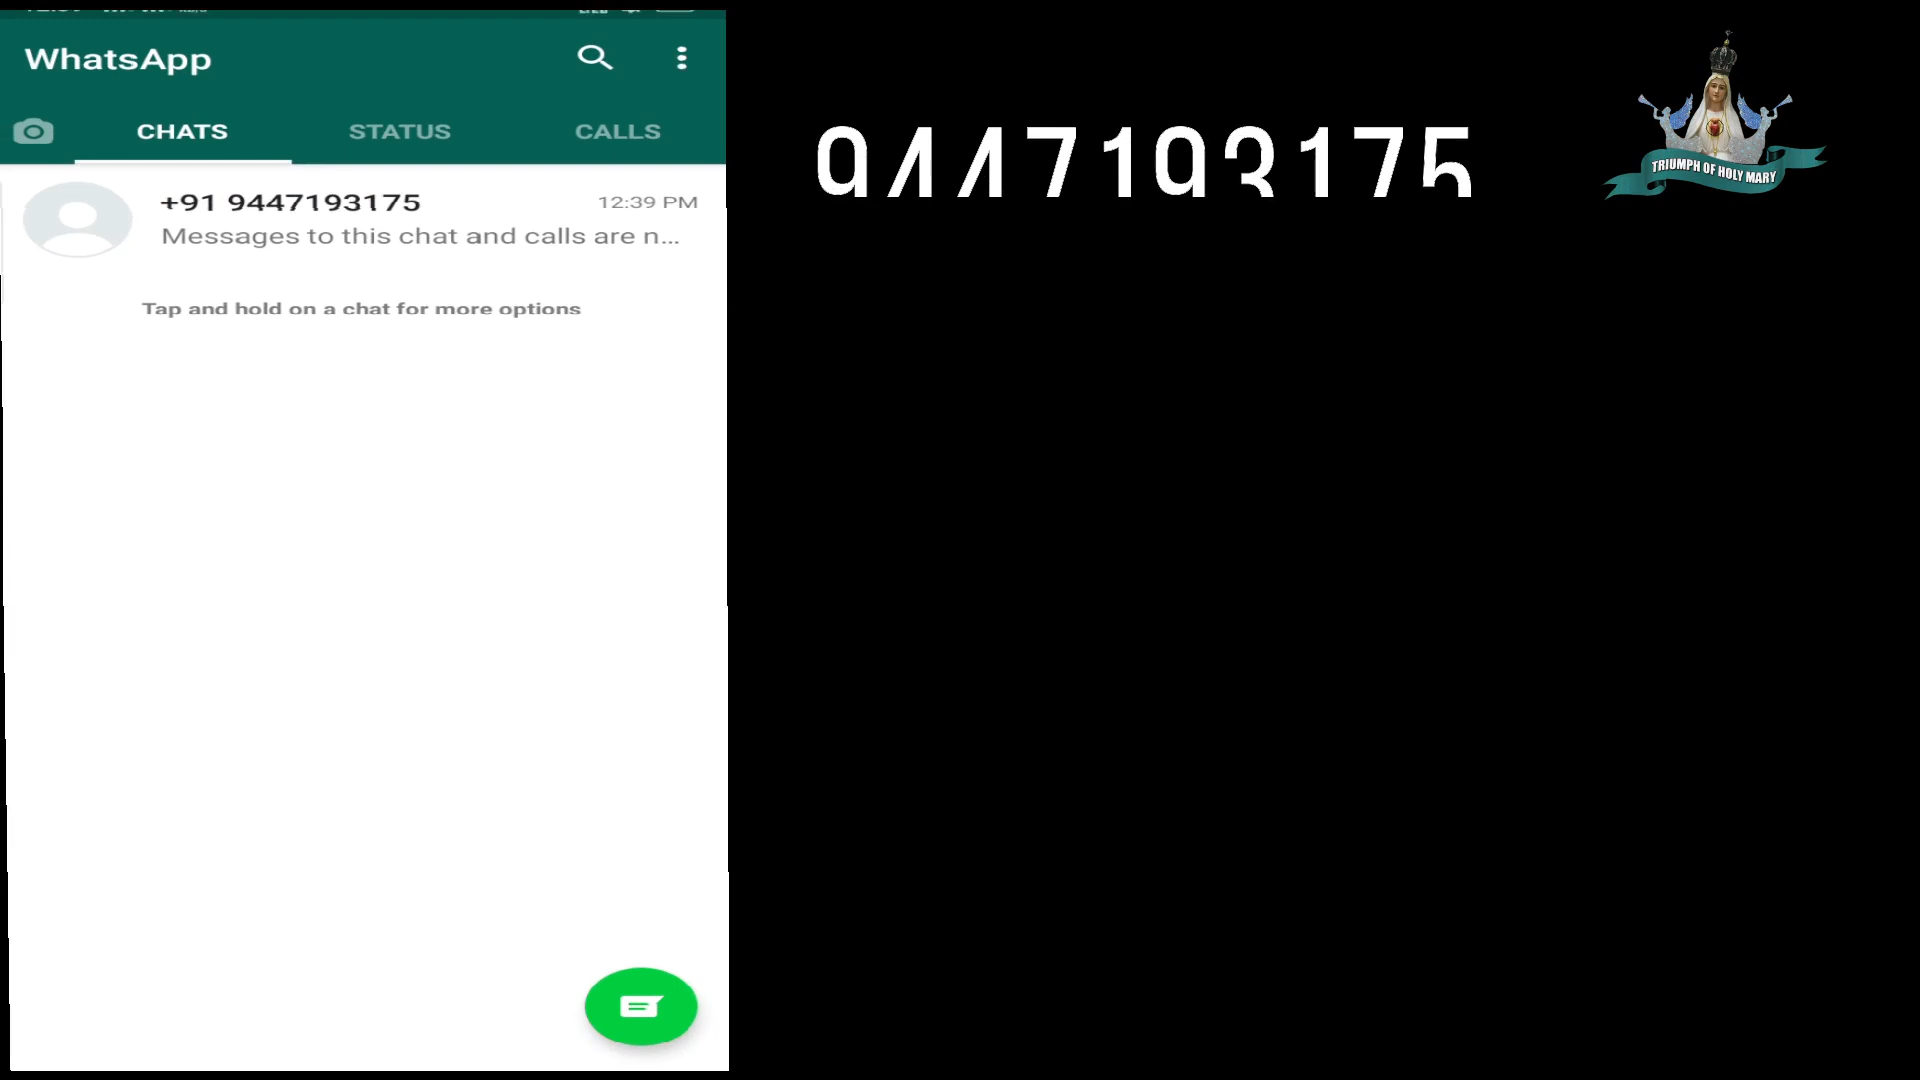 WhatsApp
CHATS
STATUS
CALLS
+91 9447193175
12:39 PM
Messages to this chat and calls are n...
Tap and hold on a chat for more options
9447193175
TRIUMPH OF HOLY MARY